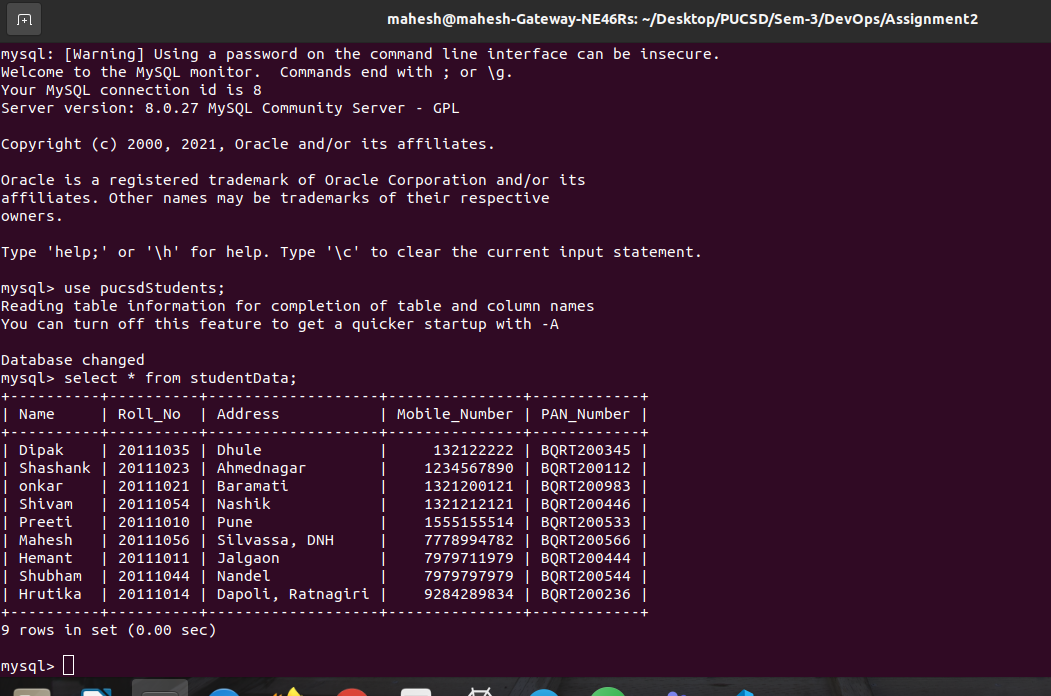 mahesh@mahesh-Gateway-NE46Rs: ~/Desktop/PUCSD/Sem-3/DevOps/Assignment2
mysql: [Warning] Using a password on the command line interface can be insecure.
Welcome to the MySQL monitor.  Commands end with ; or \g.
Your MySQL connection id is 8
Server version: 8.0.27 MySQL Community Server - GPL
Copyright (c) 2000, 2021, Oracle and/or its affiliates.
Oracle is a registered trademark of Oracle Corporation and/or its
affiliates. Other names may be trademarks of their respective
owners.
Type 'help;' or '\h' for help. Type '\c' to clear the current input statement.
mysql> use pucsdStudents;
Reading table information for completion of table and column names
You can turn off this feature to get a quicker startup with -A
Database changed
mysql> select * from studentData;
+----------+----------+-------------------+---------------+------------+
| Name     | Roll_No  | Address           | Mobile_Number | PAN_Number |
+----------+----------+-------------------+---------------+------------+
| Dipak    | 20111035 | Dhule             |     132122222 | BQRT200345 |
| Shashank | 20111023 | Ahmednagar        |    1234567890 | BQRT200112 |
| onkar    | 20111021 | Baramati          |    1321200121 | BQRT200983 |
| Shivam   | 20111054 | Nashik            |    1321212121 | BQRT200446 |
| Preeti   | 20111010 | Pune              |    1555155514 | BQRT200533 |
| Mahesh   | 20111056 | Silvassa, DNH     |    7778994782 | BQRT200566 |
| Hemant   | 20111011 | Jalgaon           |    7979711979 | BQRT200444 |
| Shubham  | 20111044 | Nandel            |    7979797979 | BQRT200544 |
| Hrutika  | 20111014 | Dapoli, Ratnagiri |    9284289834 | BQRT200236 |
+----------+----------+-------------------+---------------+------------+
9 rows in set (0.00 sec)
mysql>